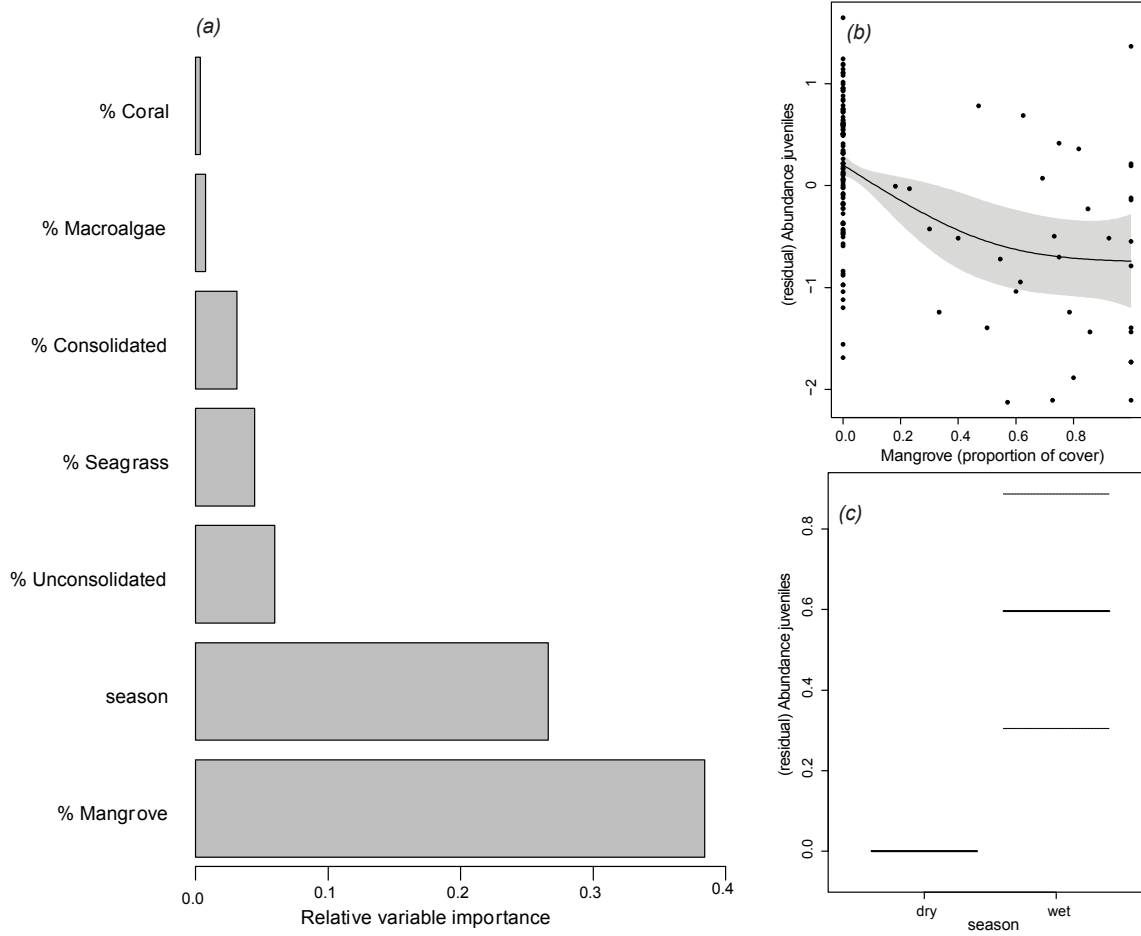 (a)
% Coral
% Macroalgae
% Consolidated
% Seagrass
% Unconsolidated
season
% Mangrove
0.0 0.1 0.2 0.3 0.4
Relative variable importance
(b)
(residual) Abundance juveniles
1
0
−1
−2
0.0 0.2 0.4 0.6 0.8
Mangrove (proportion of cover)
(c)
(residual) Abundance juveniles
0.8
0.6
0.4
0.2
0.0
dry wet
season